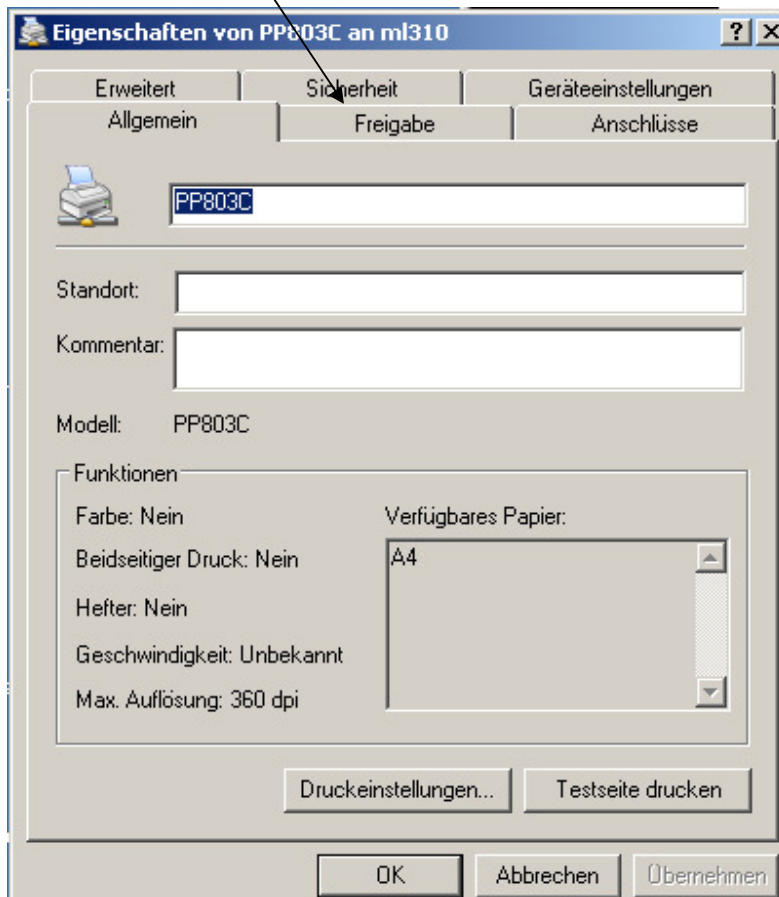 Eigenschaften von PP803C an ml310
Erweitert Sicherheit Geräteeinstellungen
Allgemein Freigabe Anschlüsse
PP803C
Standort:
Kommentar:
Modell: PP803C
Funktionen
Farbe: Nein Verfügbares Papier:
Beidseitiger Druck: Nein A4
Hefter: Nein
Geschwindigkeit: Unbekannt
Max. Auflösung: 360 dpi
Druckeinstellungen... Testseite drucken
OK Abbrechen Übernehmen